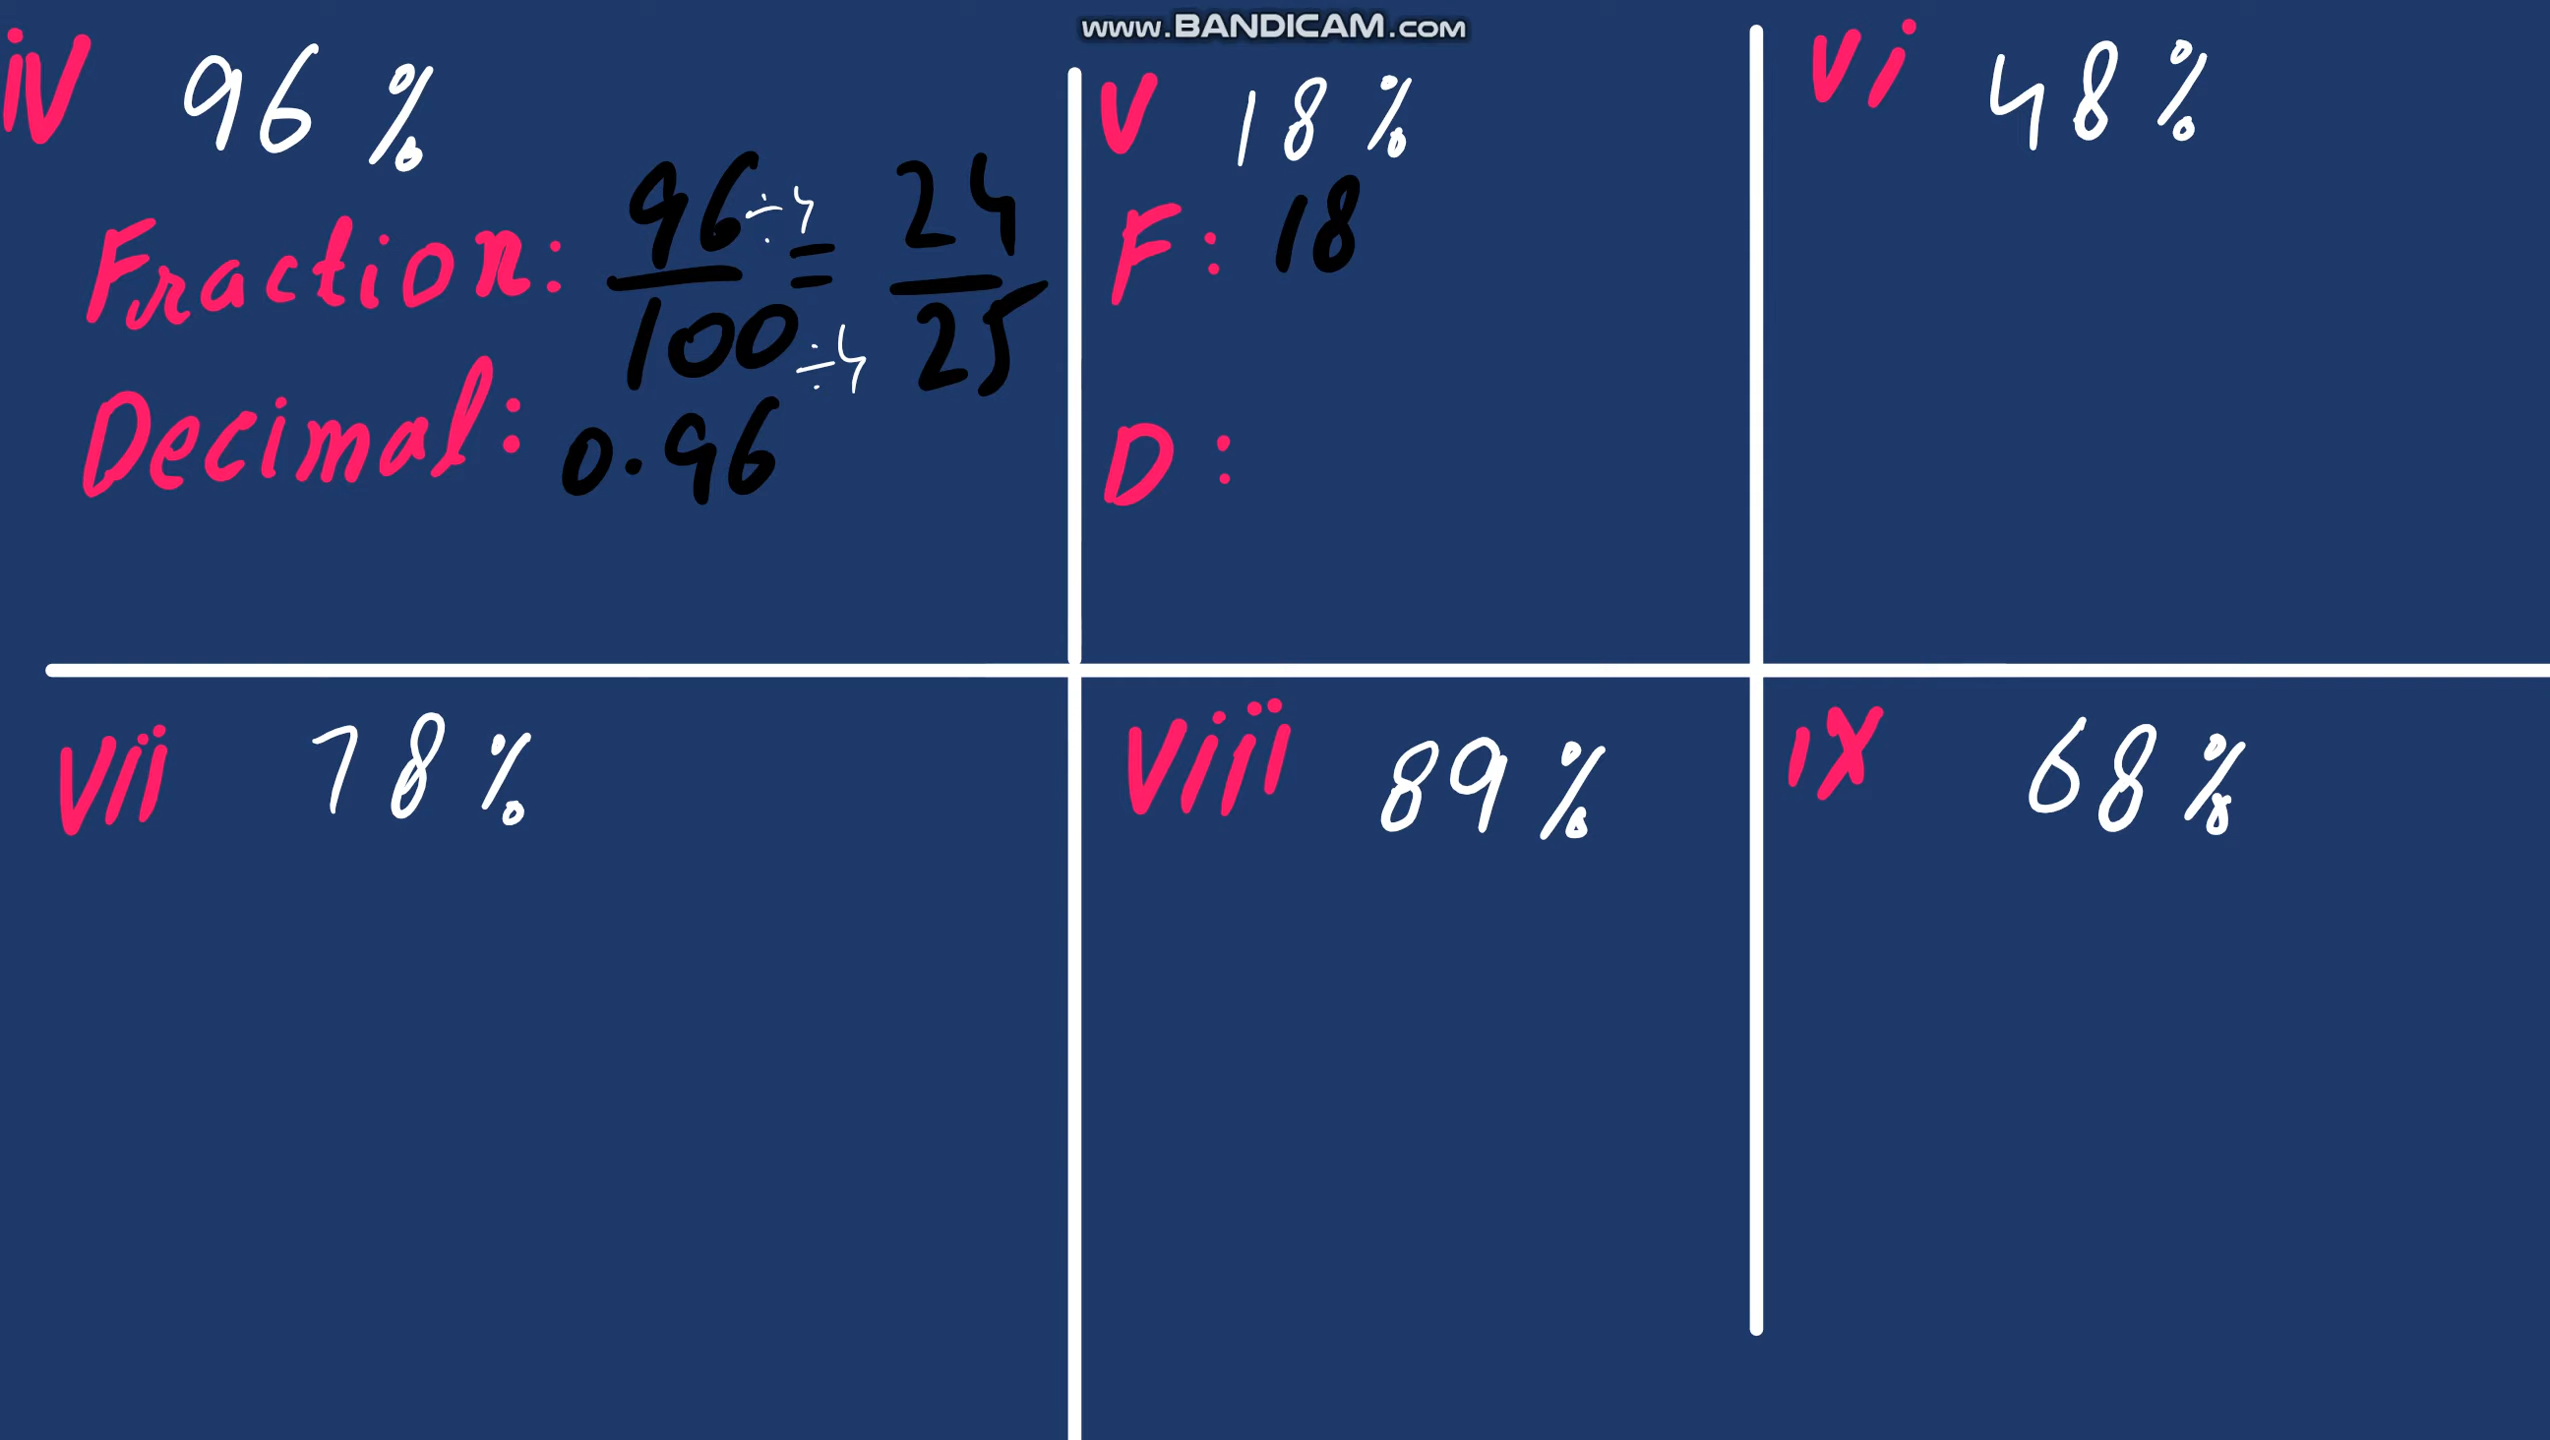 www.BANDICAM.com
iv 96%
Fraction: 96÷4 / 100÷4 = 24 / 25
Decimal: 0.96
V 18%
F: 18
D:
Vi 48%
Vii 78%
Viii 89%
ix 68%